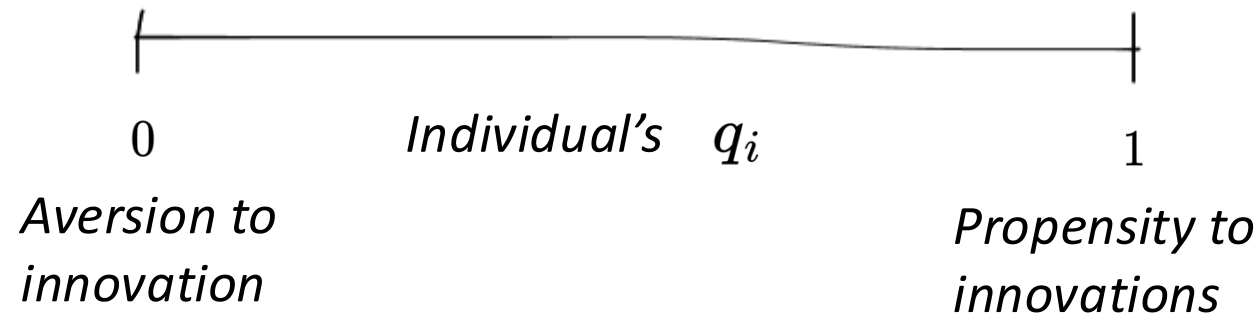 0 Individual’s q_i 1
Aversion to
innovation
Propensity to
innovations